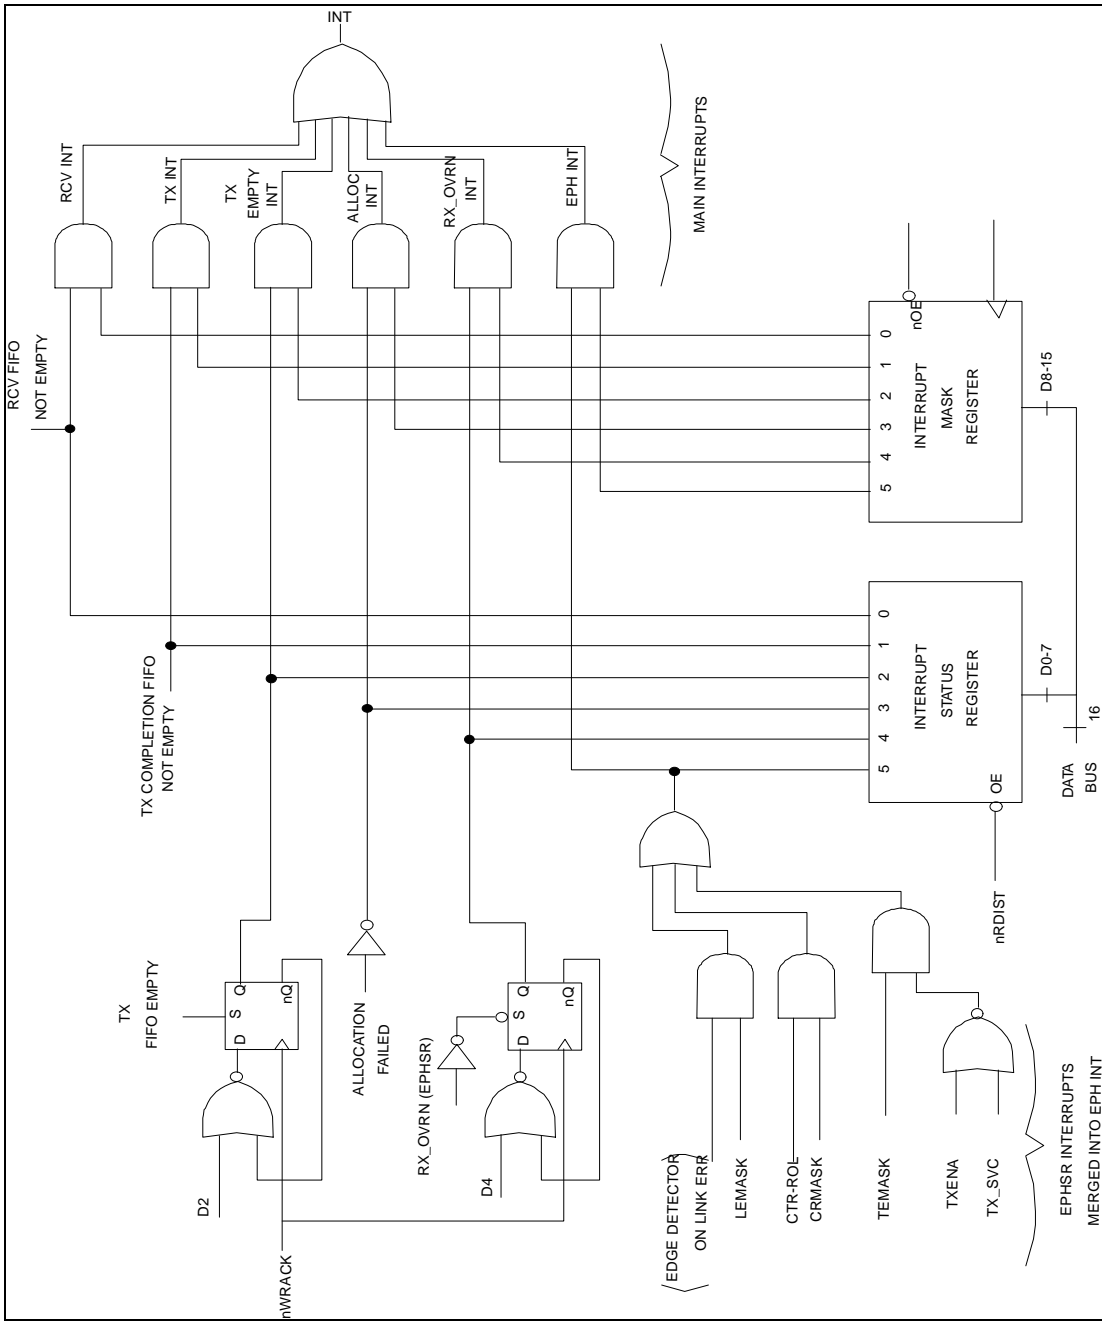 INT
RCV INT
TX INT
TX
EMPTY
INT
ALLOC
INT
RX_OVRN
INT
EPH INT
MAIN INTERRUPTS
RCV FIFO
NOT EMPTY
nOE
0
1
2
3
4
5
INTERRUPT
MASK
REGISTER
D8-15
TX COMPLETION FIFO
NOT EMPTY
0
1
2
3
4
5
INTERRUPT
STATUS
REGISTER
D0-7
OE
16
DATA
BUS
nRDIST
TX
FIFO EMPTY
Q
nQ
S
D
ALLOCATION
FAILED
RX_OVRN (EPHSR)
Q
nQ
S
D
D2
D4
nWRACK
EDGE DETECTOR
ON LINK ERR
LEMASK
CTR-ROL
CRMASK
TEMASK
TXENA
TX_SVC
EPHSR INTERRUPTS
MERGED INTO EPH INT